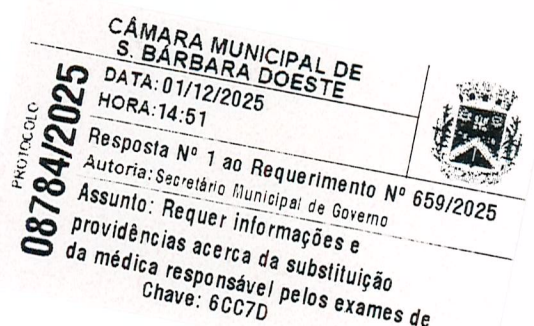 CÂMARA MUNICIPAL DE
S. BÁRBARA DOESTE
DATA:01/12/2025
HORA:14:51
PROTOCOLO
08784/2025
Resposta Nº 1 ao Requerimento Nº 659/2025
Autoria: Secretário Municipal de Governo
Assunto: Requer informações e
providências acerca da substituição
da médica responsável pelos exames de
Chave: 6CC7D